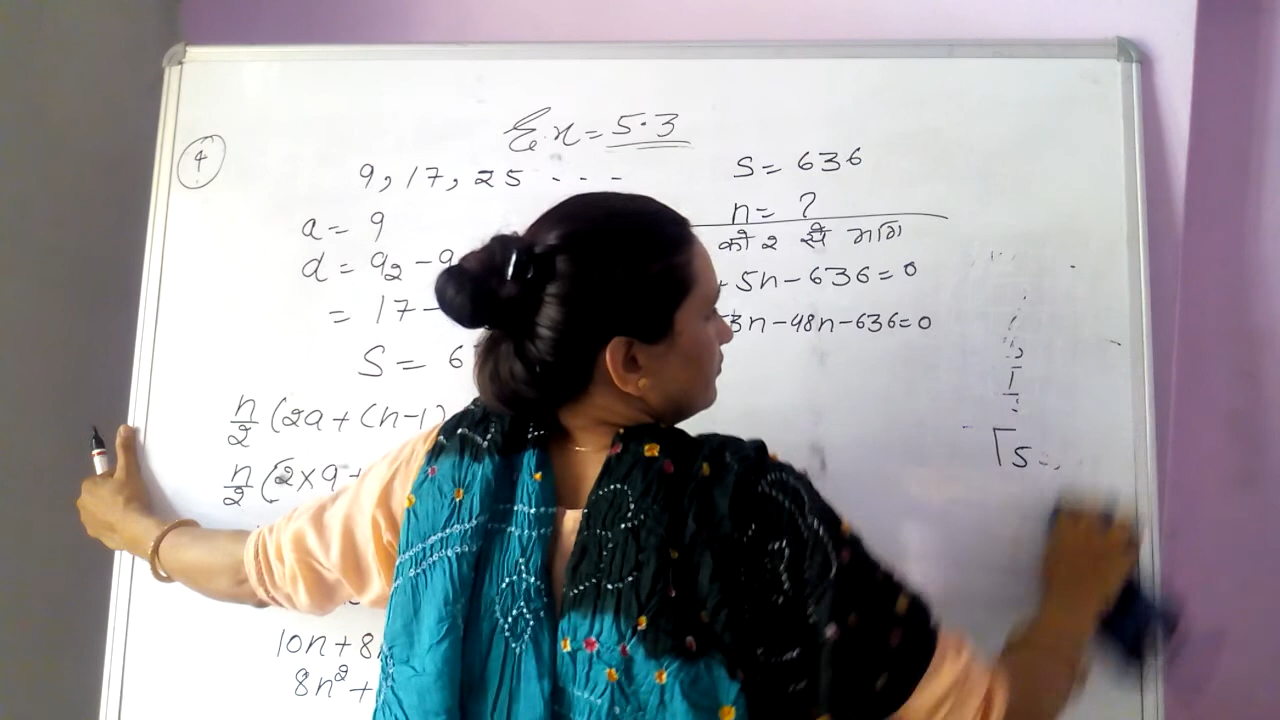 Ex = 5.3
4
9, 17, 25 . . -
a = 9
d = a2 - a
= 17 -
S = 6
n/2 (2a + (n-1)
n/2 (2×9 +
10n + 8
8n² +
S = 636
n = ?
को 2 से भाग
+ 5n - 636 = 0
3n - 48n - 636 = 0